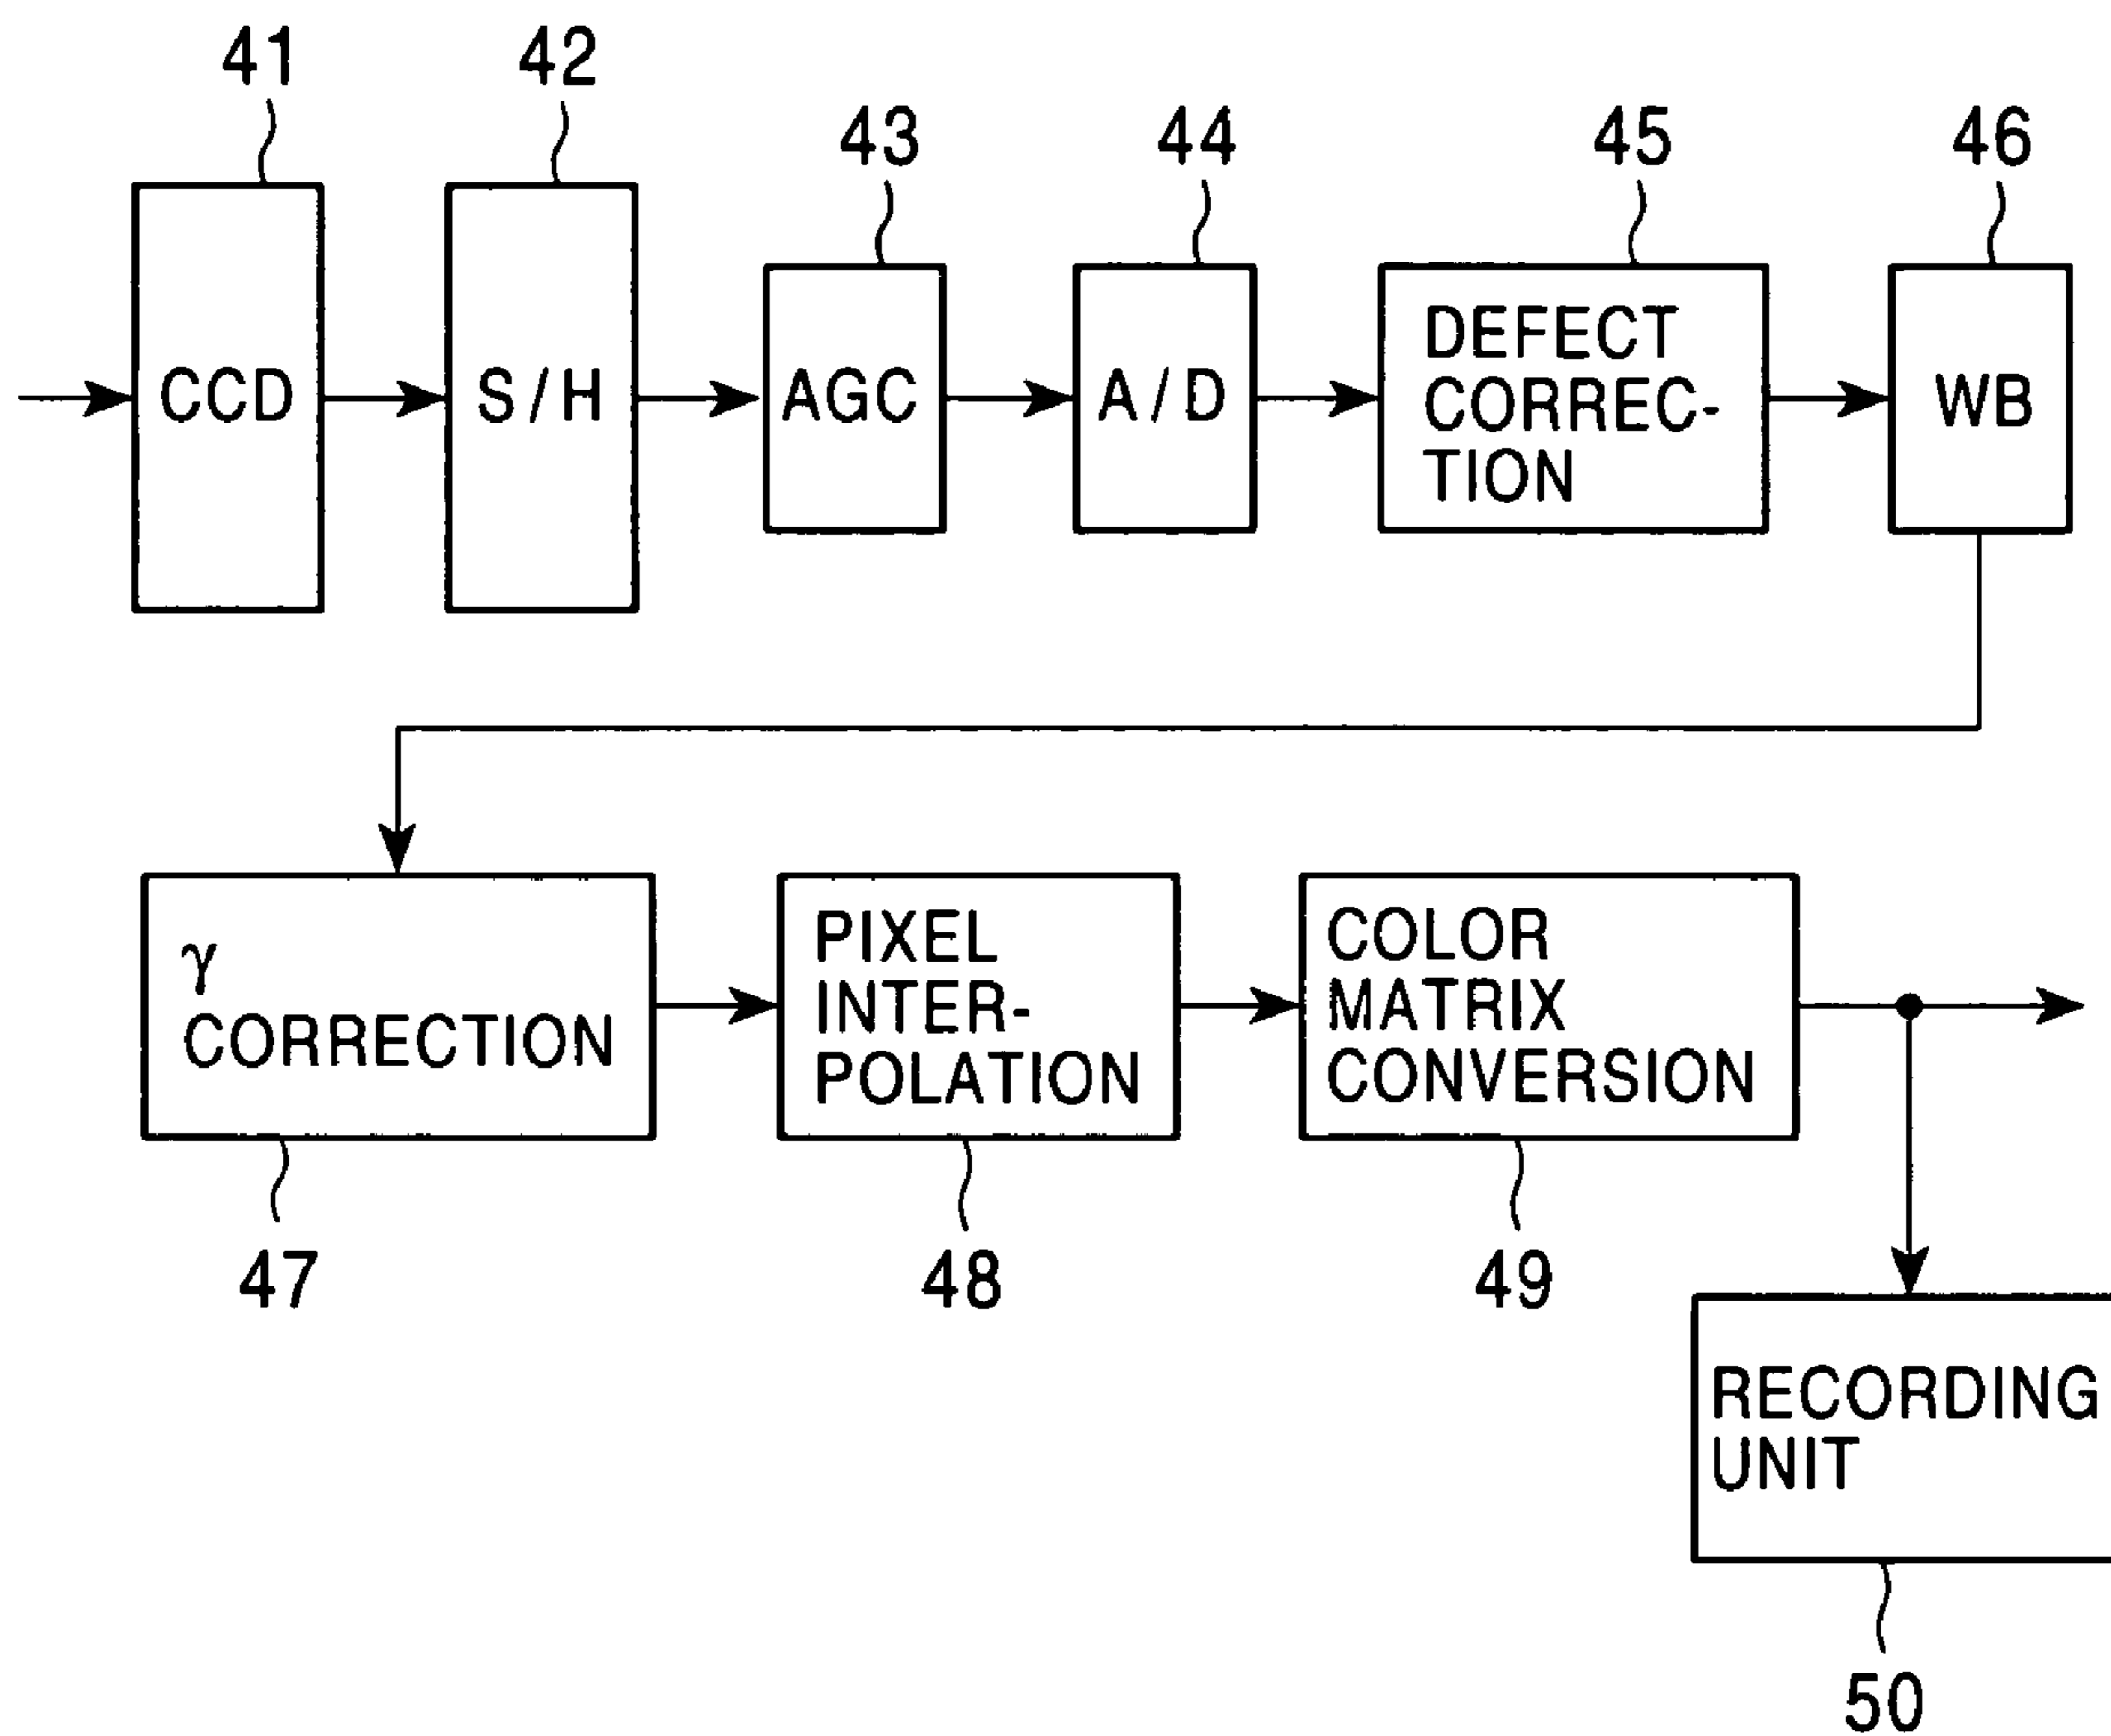 41
42
43
44
45
46
CCD
S/H
AGC
A/D
DEFECT
CORREC-
TION
WB
γ
CORRECTION
PIXEL
INTER-
POLATION
COLOR
MATRIX
CONVERSION
47
48
49
RECORDING
UNIT
50